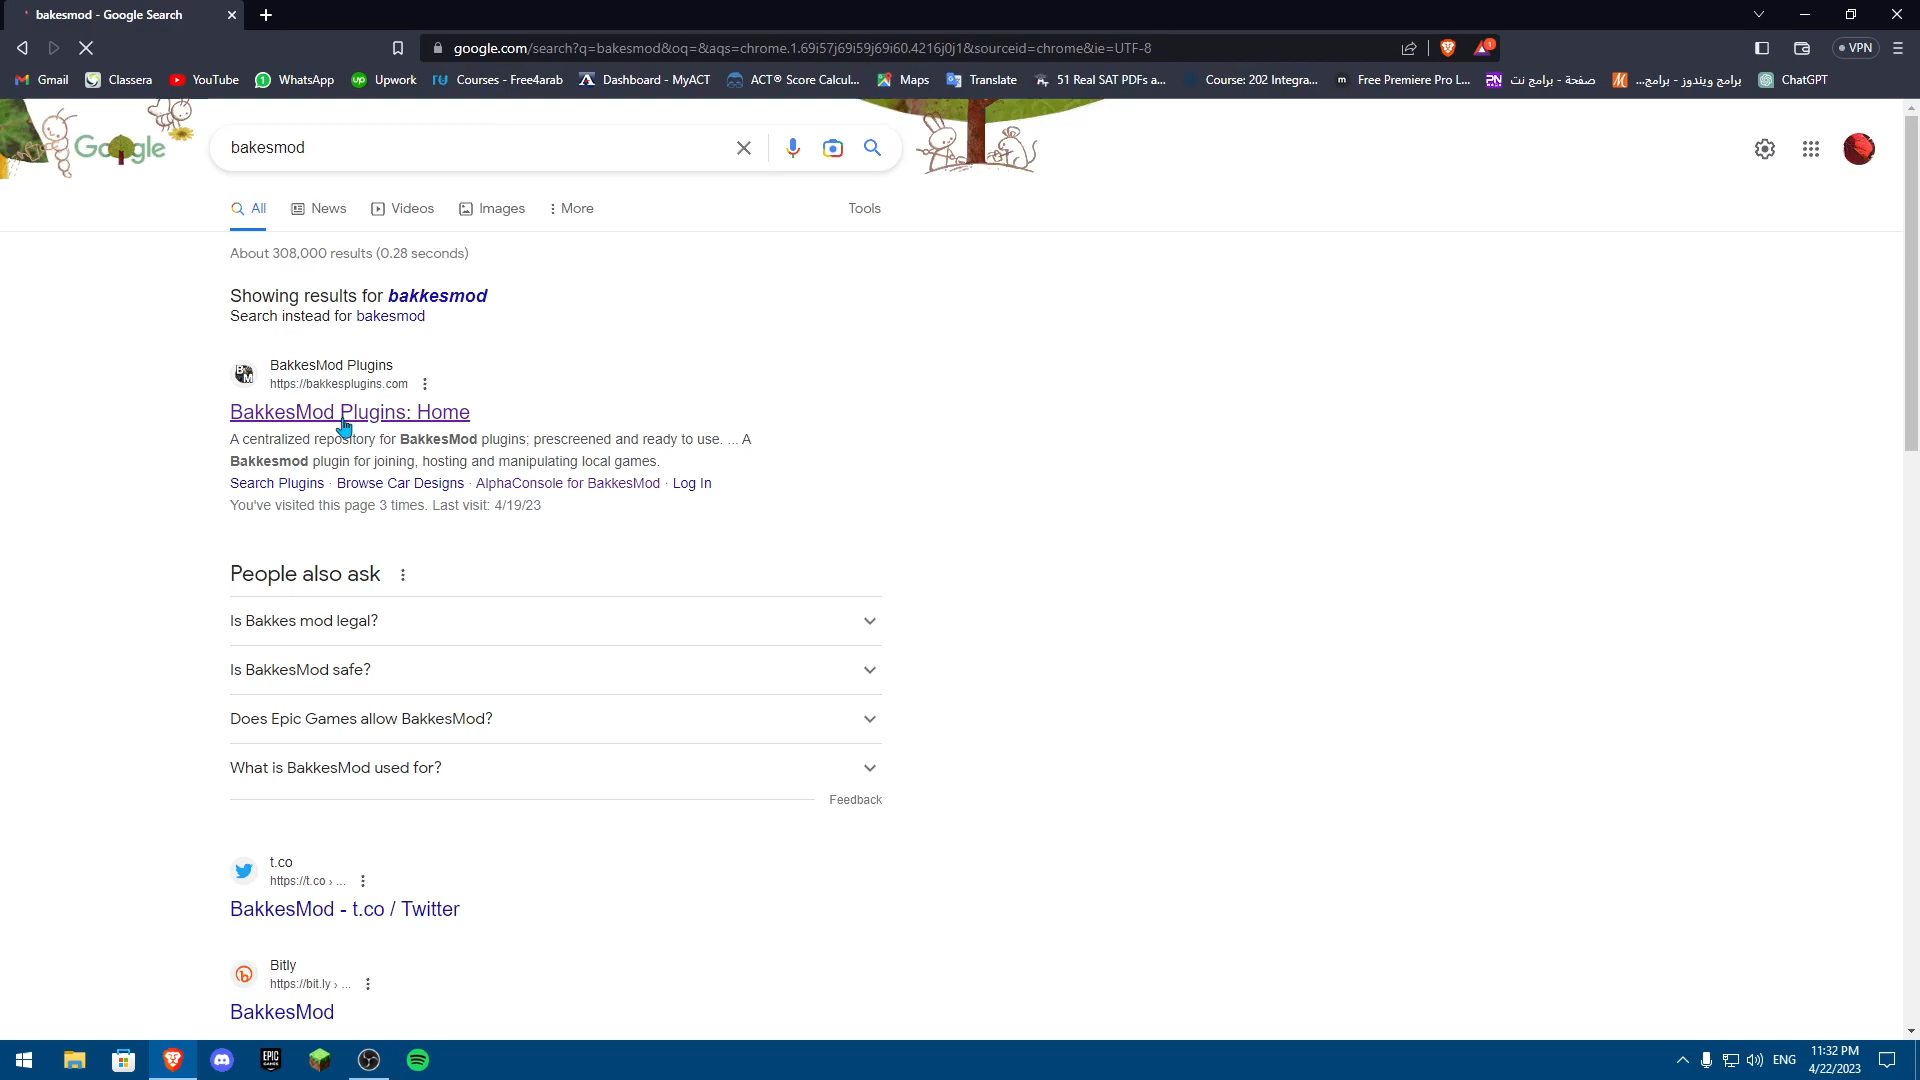 bakesmod - Google Search
google.com/search?q=bakesmod&oq=&aqs=chrome.1.69i57j69i59j69i60.4216j0j1&sourceid=chrome&ie=UTF-8
1
VPN
Gmail
Classera
YouTube
WhatsApp
Upwork
Courses - Free4arab
Dashboard - MyACT
ACT® Score Calcul...
Maps
Translate
51 Real SAT PDFs a...
Course: 202 Integra...
Free Premiere Pro L...
صفحة - برامج نت
برامج ويندوز - برامج...
ChatGPT
Google
bakesmod
All
News
Videos
Images
More
Tools
About 308,000 results (0.28 seconds)
Showing results for bakkesmod
Search instead for bakesmod
BakkesMod Plugins
https://bakkesplugins.com
BakkesMod Plugins: Home
A centralized repository for BakkesMod plugins; prescreened and ready to use. ... A
Bakkesmod plugin for joining, hosting and manipulating local games.
Search Plugins · Browse Car Designs · AlphaConsole for BakkesMod · Log In
You've visited this page 3 times. Last visit: 4/19/23
People also ask
Is Bakkes mod legal?
Is BakkesMod safe?
Does Epic Games allow BakkesMod?
What is BakkesMod used for?
Feedback
t.co
https://t.co › ...
BakkesMod - t.co / Twitter
Bitly
https://bit.ly › ...
BakkesMod
EPIC GAMES
ENG
11:32 PM
4/22/2023